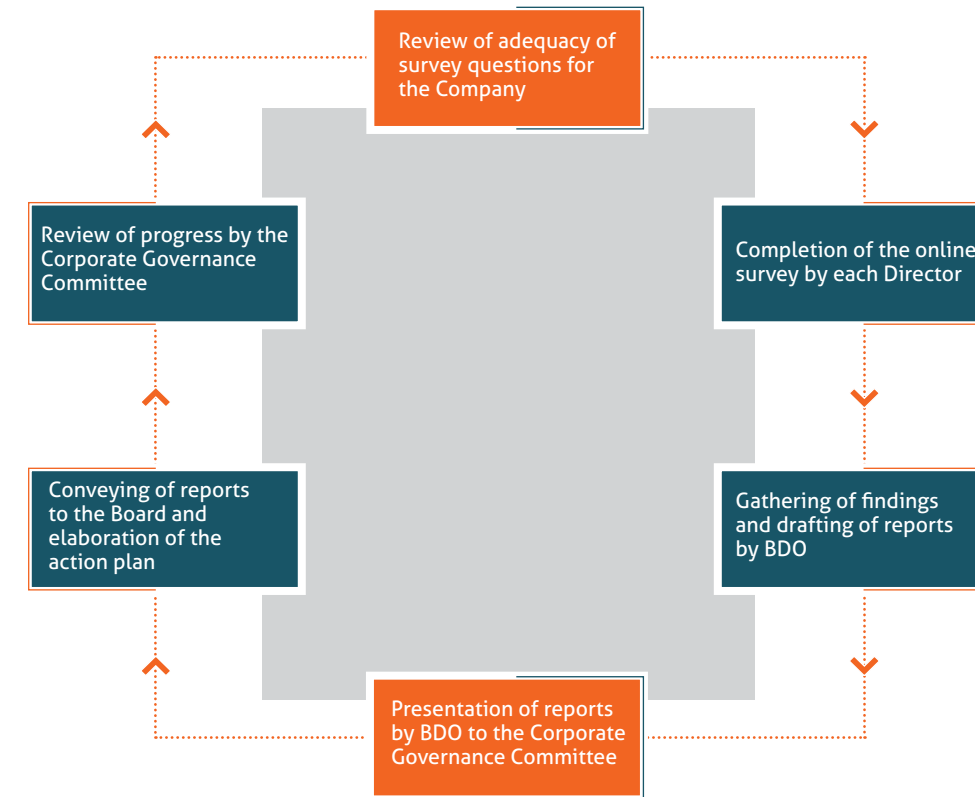 Review of adequacy of
survey questions for
the Company
Review of progress by the
Corporate Governance
Committee
Completion of the online
survey by each Director
Conveying of reports
to the Board and
elaboration of the
action plan
Gathering of findings
and drafting of reports
by BDO
Presentation of reports
by BDO to the Corporate
Governance Committee